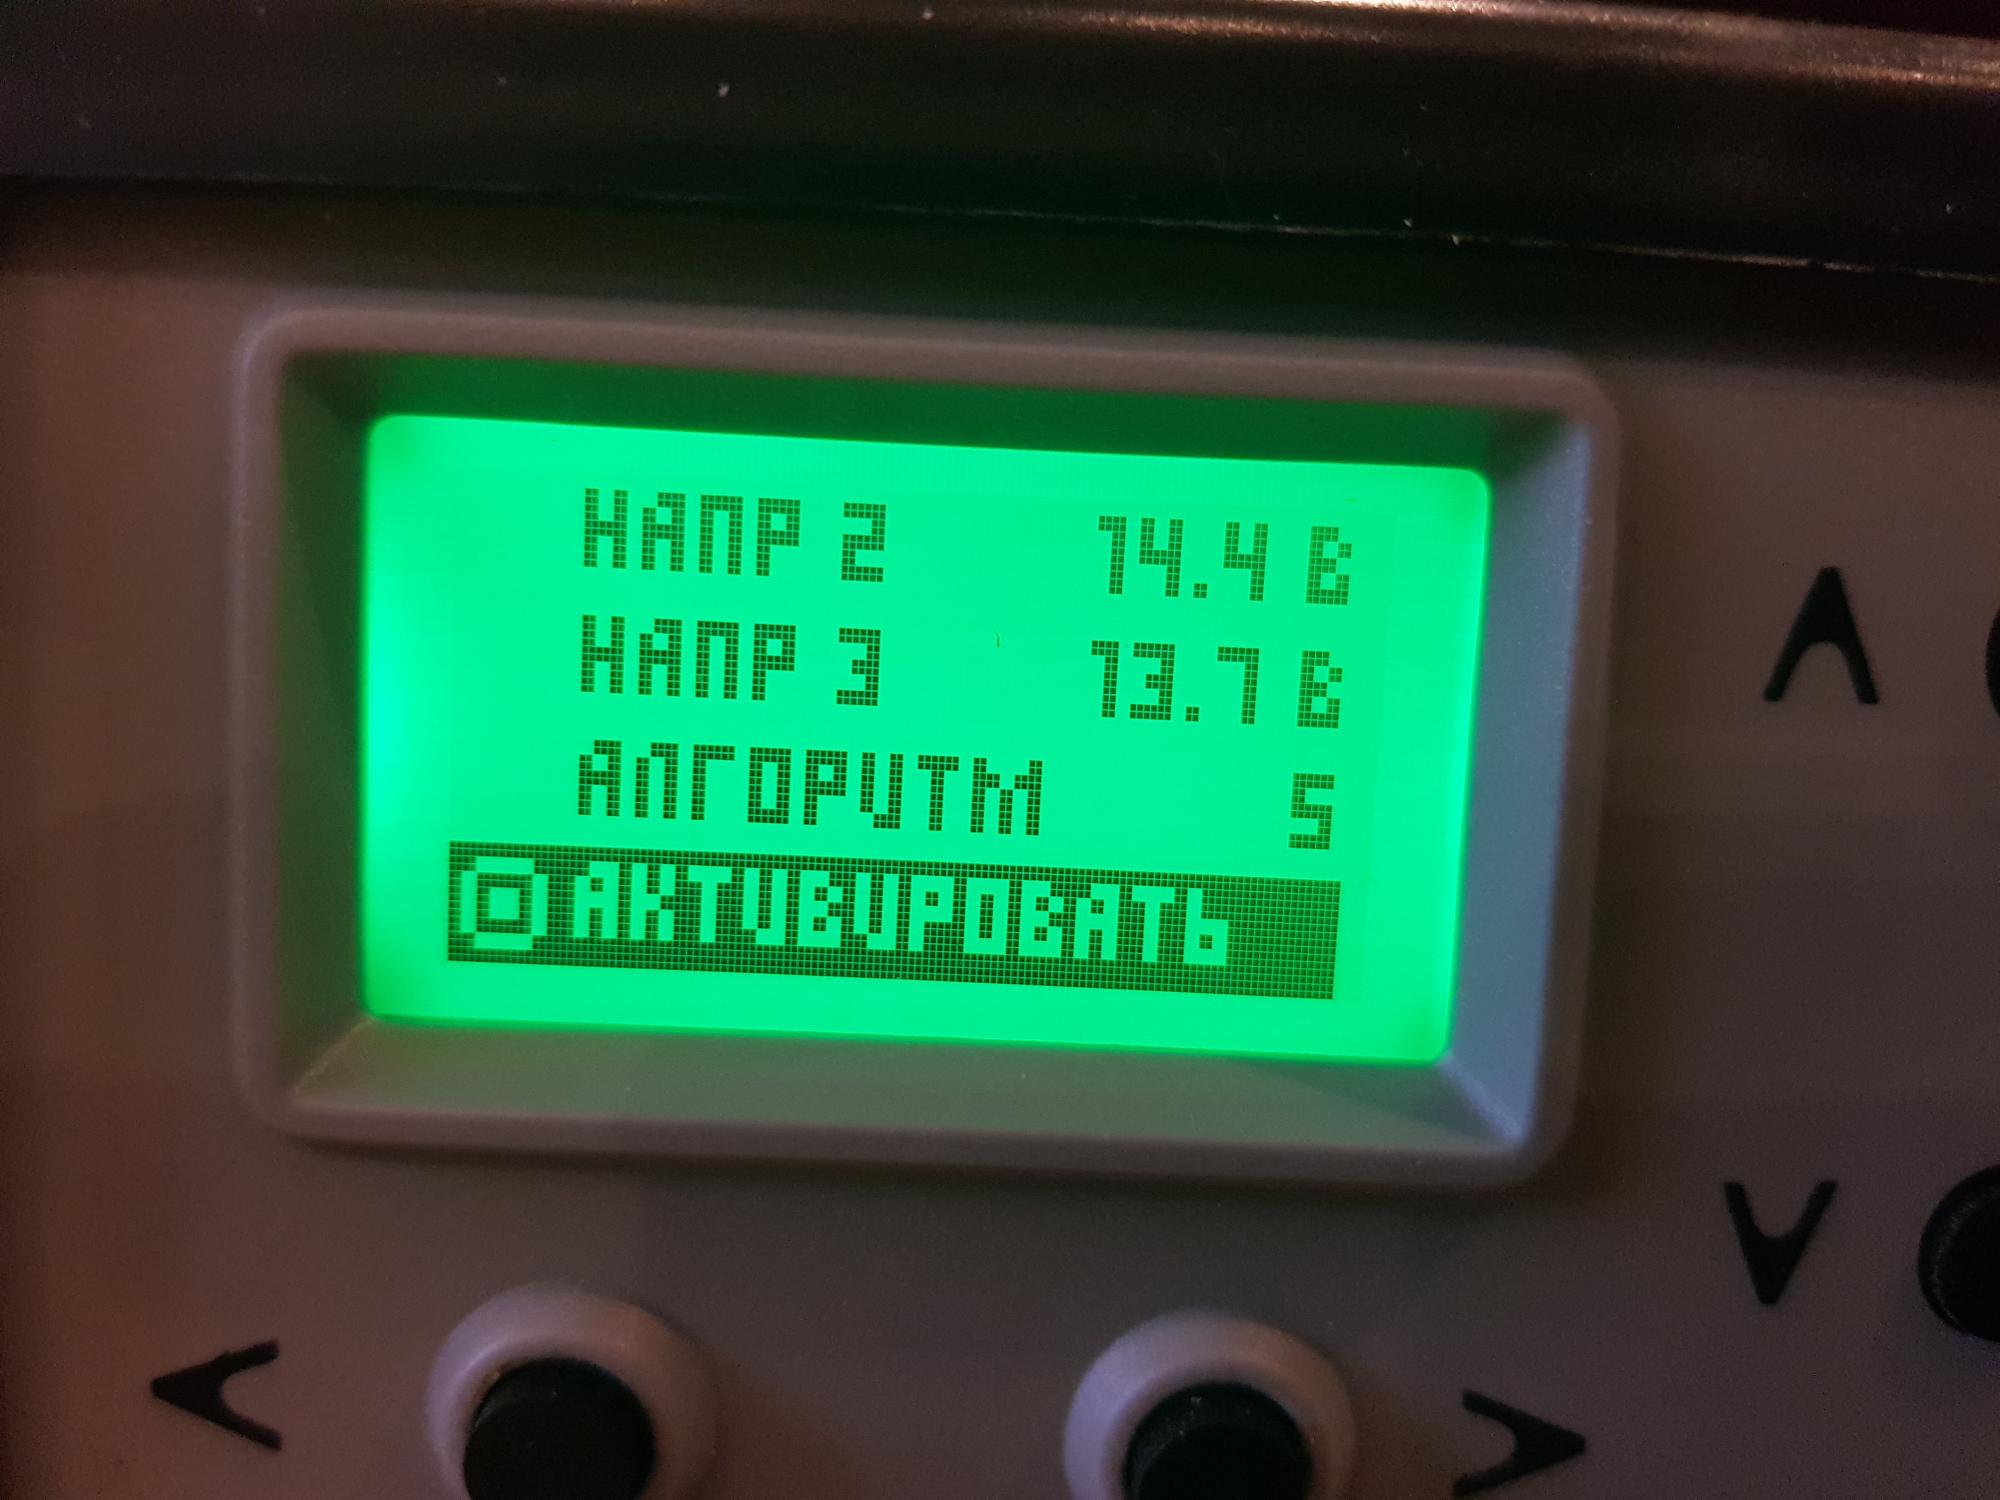 НАПР 2 14.4 В
НАПР 3 13.7 В
АЛГОРИТМ 5
АКТИВИРОВАТЬ